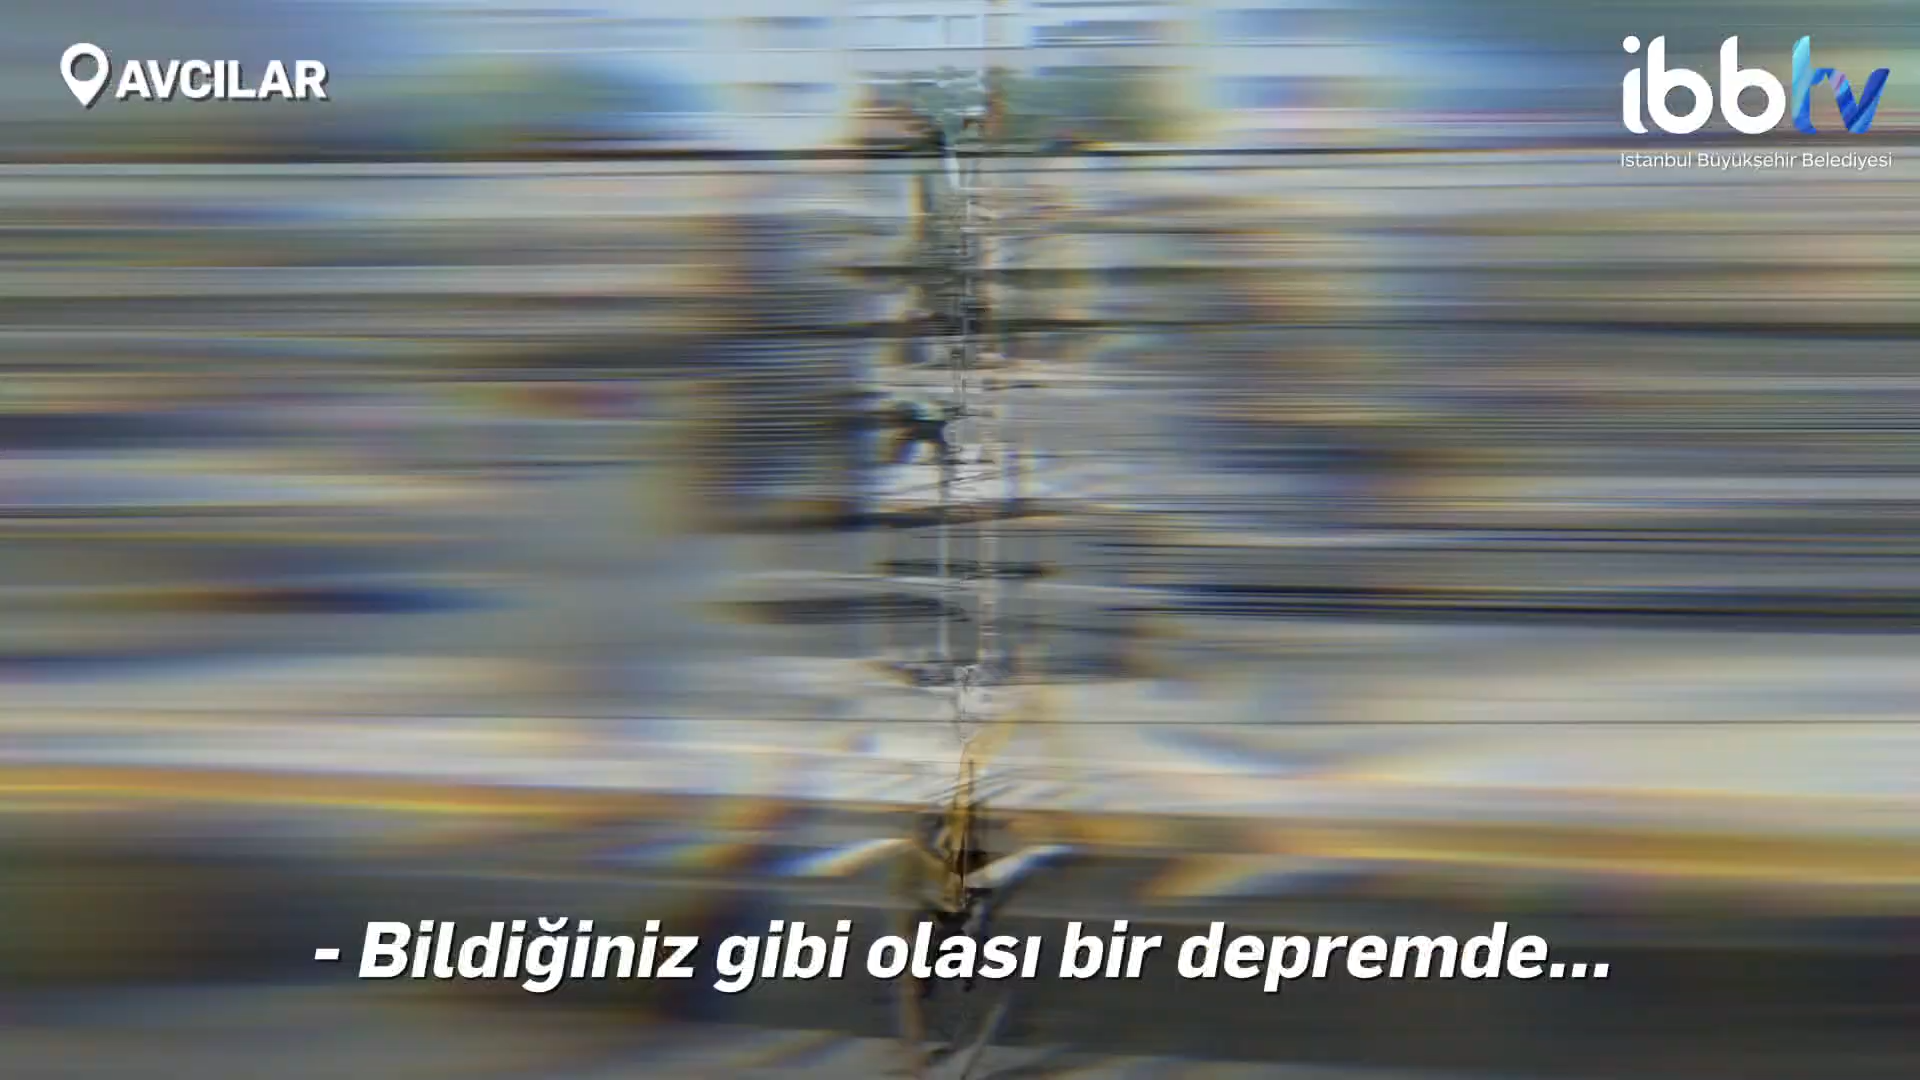 AVCILAR
ibbtv
İstanbul Büyükşehir Belediyesi
- Bildiğiniz gibi olası bir depremde...